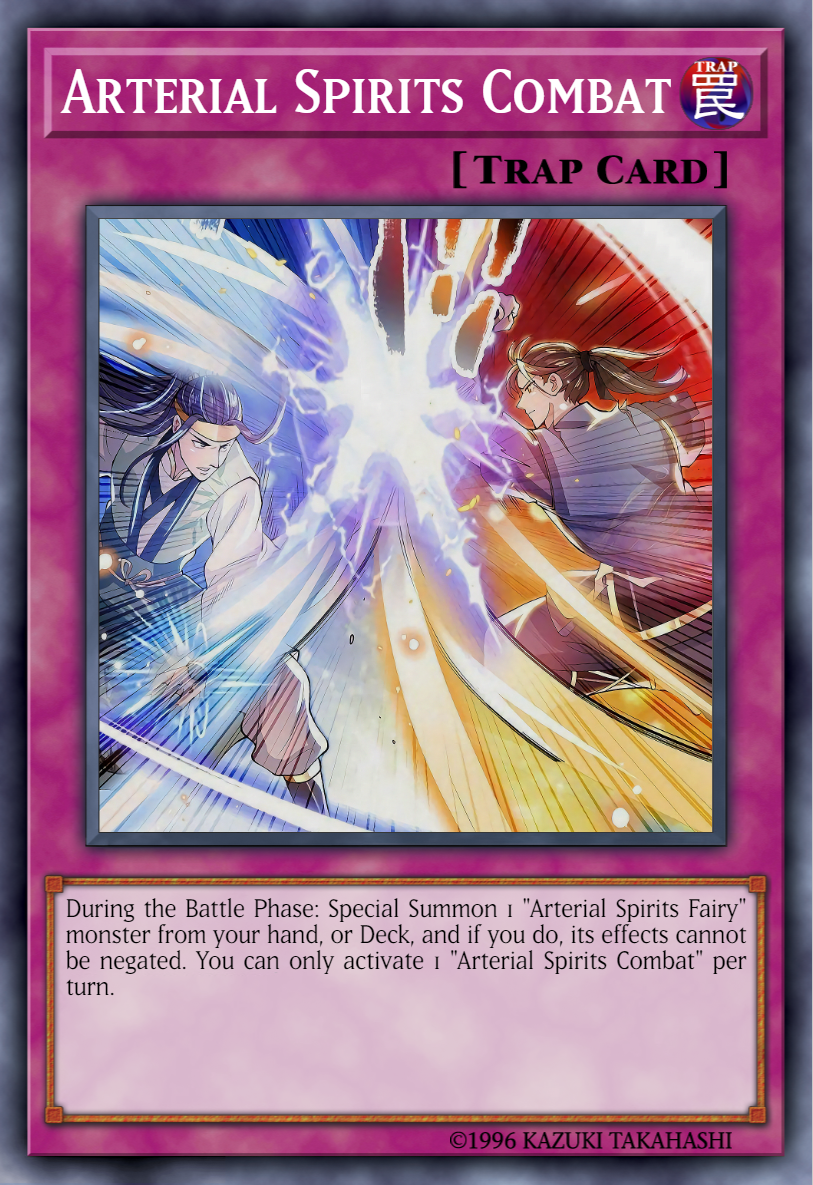 Arterial Spirits Combat
TRAP
罠
[Trap Card]
During the Battle Phase: Special Summon 1 "Arterial Spirits Fairy"
monster from your hand, or Deck, and if you do, its effects cannot
be negated. You can only activate 1 "Arterial Spirits Combat" per
turn.
©1996 KAZUKI TAKAHASHI